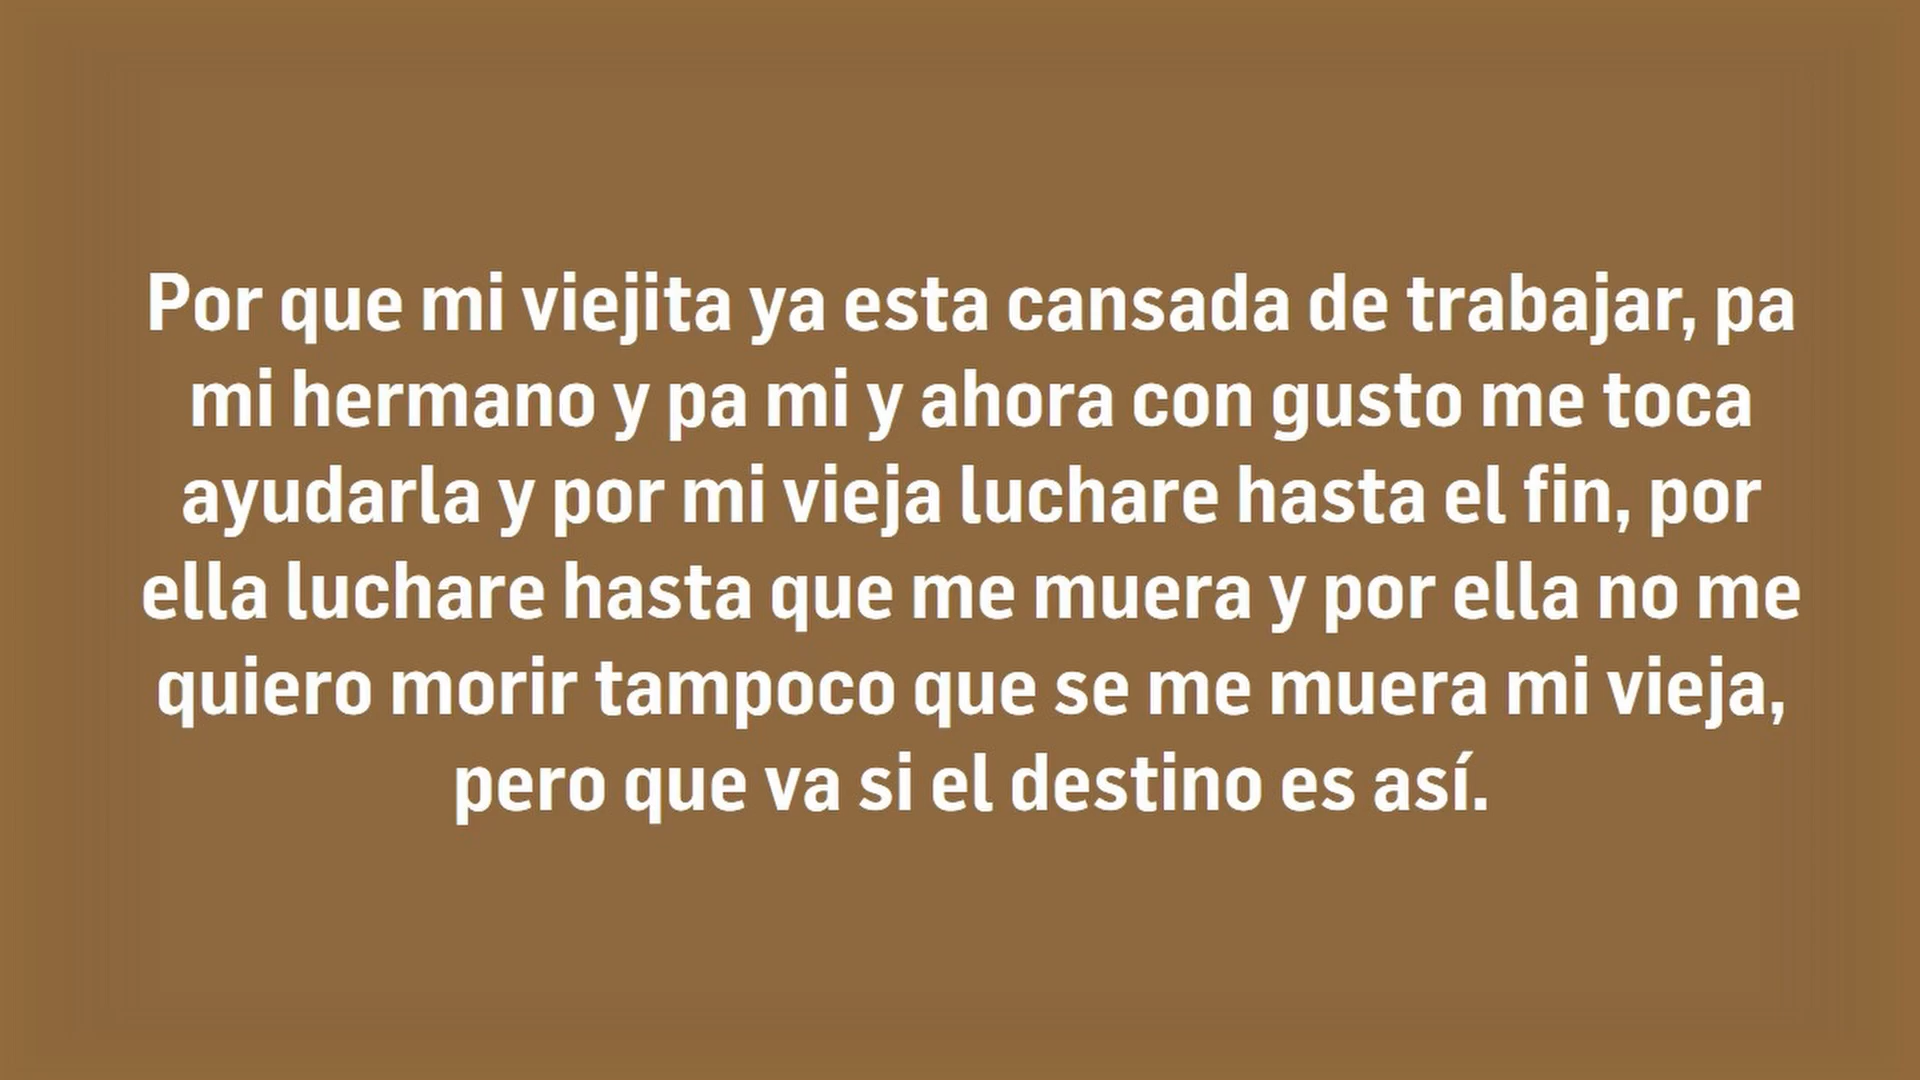 Por que mi viejita ya esta cansada de trabajar, pa
mi hermano y pa mi y ahora con gusto me toca
ayudarla y por mi vieja luchare hasta el fin, por
ella luchare hasta que me muera y por ella no me
quiero morir tampoco que se me muera mi vieja,
pero que va si el destino es así.